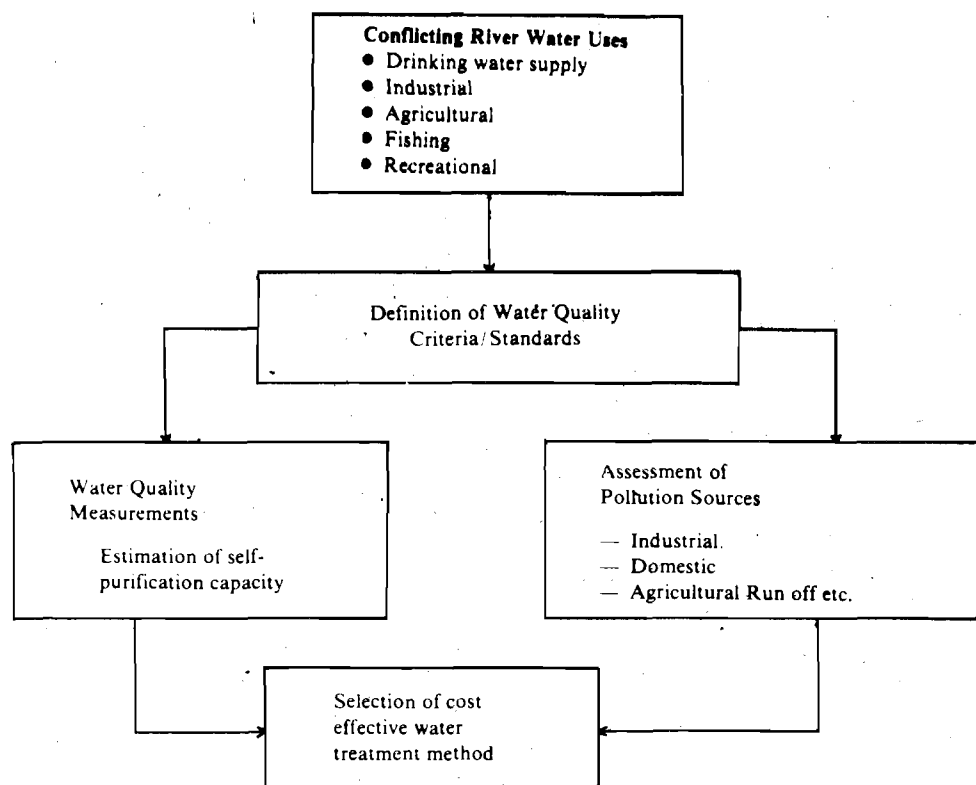 Conflicting River Water Uses
● Drinking water supply
● Industrial
● Agricultural
● Fishing
● Recreational
Definition of Water Quality
Criteria/Standards
Water Quality
Measurements
Estimation of self-
purification capacity
Assessment of
Pollution Sources
— Industrial.
— Domestic
— Agricultural Run off etc.
Selection of cost
effective water
treatment method